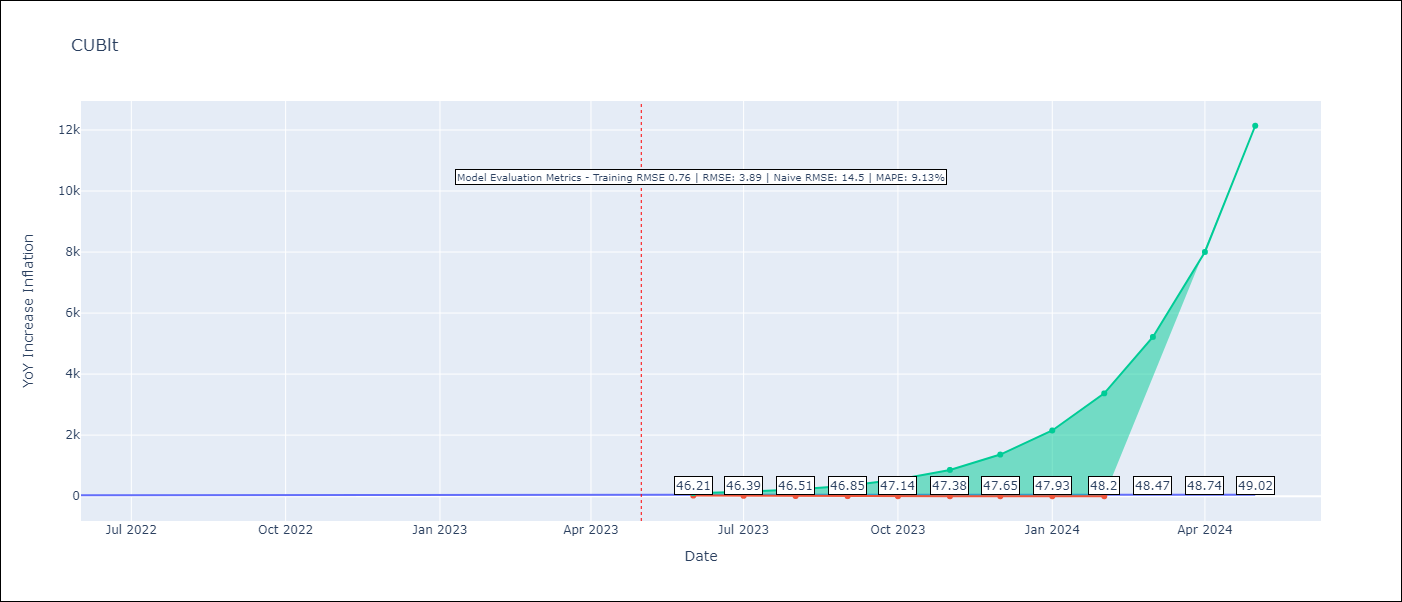 CUBlt
12k
Model Evaluation Metrics - Training RMSE 0.76 | RMSE: 3.89 | Naive RMSE: 14.5 | MAPE: 9.13%
10k
8k
YoY Increase Inflation
6k
4k
2k
46.21 46.39 46.51 46.85 47.14 47.38 47.65 47.93 48.2 48.47 48.74 49.02
0
Jul 2022 Oct 2022 Jan 2023 Apr 2023 Jul 2023 Oct 2023 Jan 2024 Apr 2024
Date